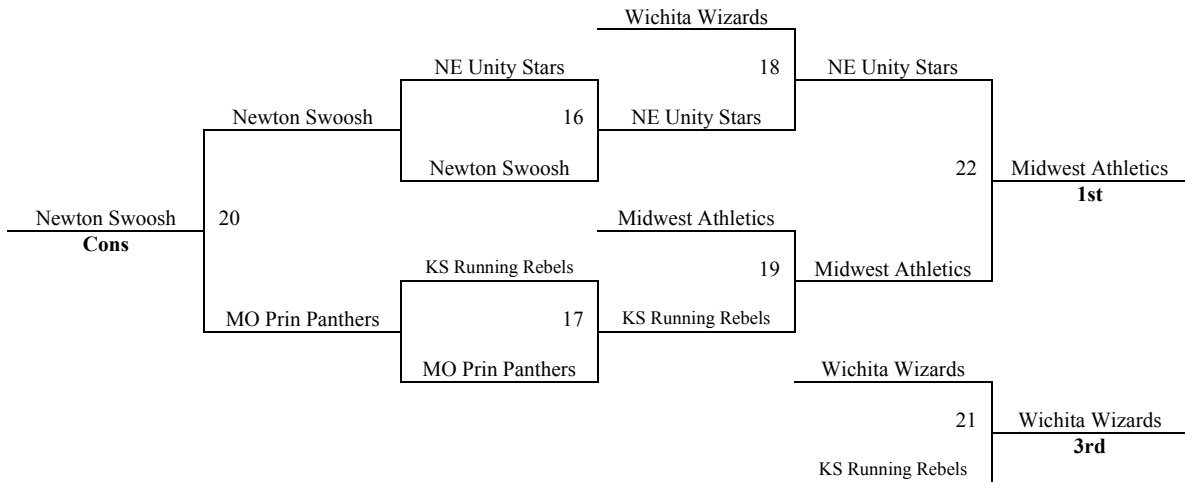 Wichita Wizards
NE Unity Stars 18 NE Unity Stars
Newton Swoosh 16 NE Unity Stars
Newton Swoosh 22 Midwest Athletics
1st
Newton Swoosh 20 Midwest Athletics
Cons
KS Running Rebels 19 Midwest Athletics
MO Prin Panthers 17 KS Running Rebels
MO Prin Panthers Wichita Wizards
21 Wichita Wizards
3rd
KS Running Rebels